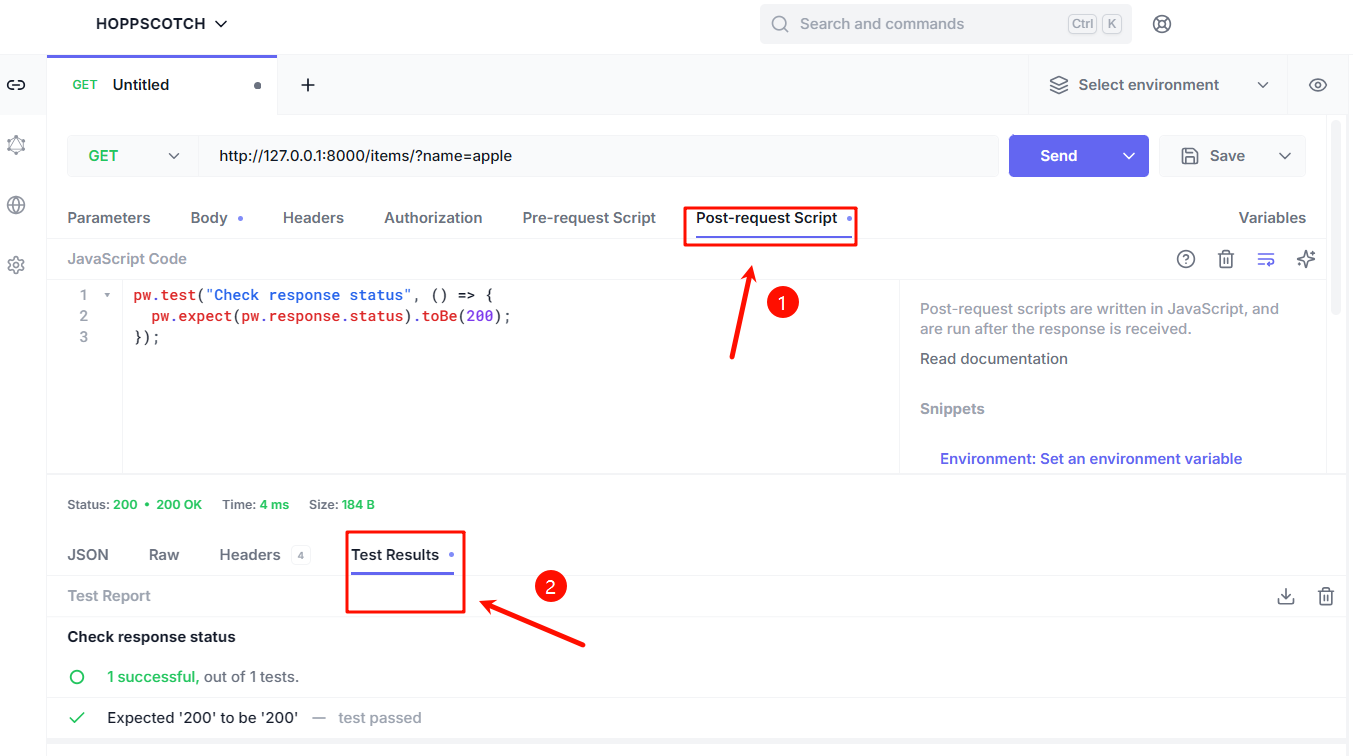 HOPPSCOTCH
Search and commands Ctrl K
GET Untitled
Select environment
GET http://127.0.0.1:8000/items/?name=apple Send Save
Parameters Body Headers Authorization Pre-request Script Post-request Script Variables
JavaScript Code
1 pw.test("Check response status", () => {
2 pw.expect(pw.response.status).toBe(200);
3 });
1
Post-request scripts are written in JavaScript, and
are run after the response is received.
Read documentation
Snippets
Environment: Set an environment variable
Status: 200 • 200 OK Time: 4 ms Size: 184 B
JSON Raw Headers 4 Test Results
2
Test Report
Check response status
1 successful, out of 1 tests.
Expected '200' to be '200' — test passed